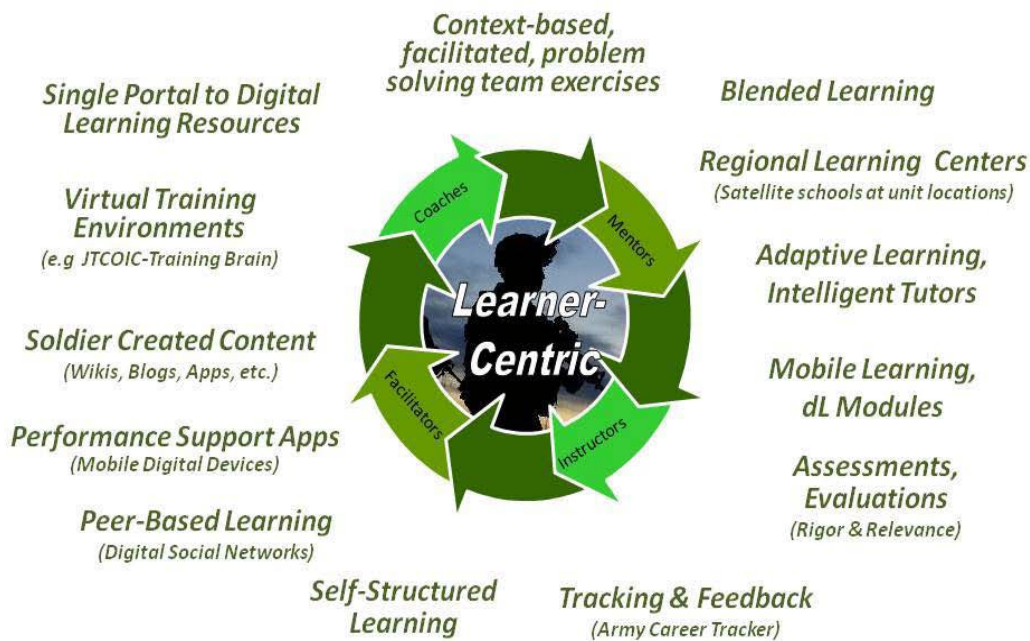 Context-based,
facilitated, problem
solving team exercises
Single Portal to Digital
Learning Resources
Blended Learning
Regional Learning Centers
(Satellite schools at unit locations)
Virtual Training
Environments
(e.g JTCOIC-Training Brain)
Adaptive Learning,
Intelligent Tutors
Soldier Created Content
(Wikis, Blogs, Apps, etc.)
Mobile Learning,
dL Modules
Performance Support Apps
(Mobile Digital Devices)
Assessments,
Evaluations
(Rigor & Relevance)
Peer-Based Learning
(Digital Social Networks)
Self-Structured
Learning
Tracking & Feedback
(Army Career Tracker)
Coaches
Mentors
Learner-
Centric
Facilitators
Instructors